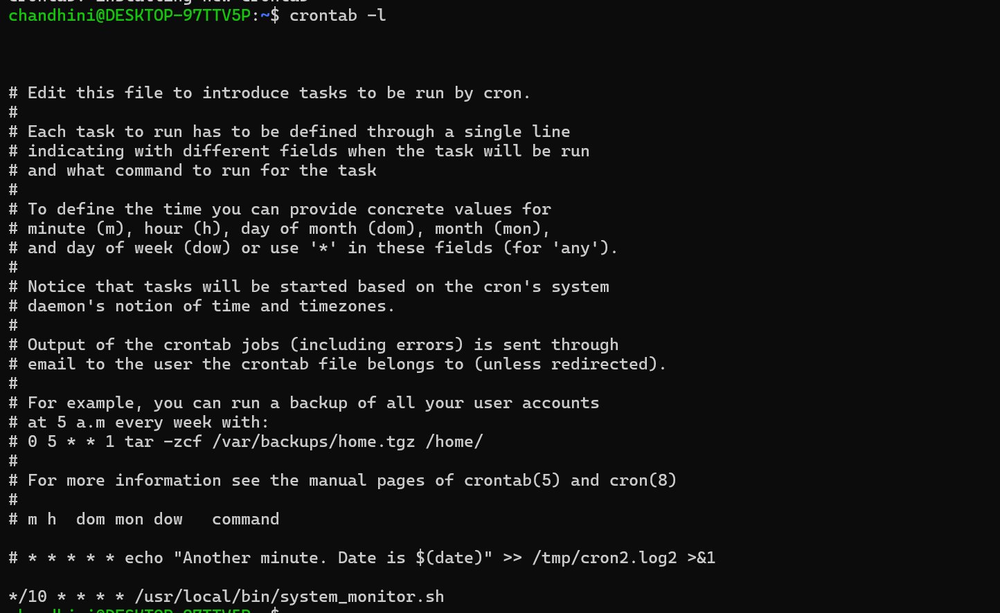 crontab: installing new crontab
chandhini@DESKTOP-97TTV5P:~$ crontab -l
# Edit this file to introduce tasks to be run by cron.
#
# Each task to run has to be defined through a single line
# indicating with different fields when the task will be run
# and what command to run for the task
#
# To define the time you can provide concrete values for
# minute (m), hour (h), day of month (dom), month (mon),
# and day of week (dow) or use '*' in these fields (for 'any').
#
# Notice that tasks will be started based on the cron's system
# daemon's notion of time and timezones.
#
# Output of the crontab jobs (including errors) is sent through
# email to the user the crontab file belongs to (unless redirected).
#
# For example, you can run a backup of all your user accounts
# at 5 a.m every week with:
# 0 5 * * 1 tar -zcf /var/backups/home.tgz /home/
#
# For more information see the manual pages of crontab(5) and cron(8)
#
# m h  dom mon dow   command
# * * * * * echo "Another minute. Date is $(date)" >> /tmp/cron2.log2 >&1
*/10 * * * * /usr/local/bin/system_monitor.sh
chandhini@DESKTOP-97TTV5P:~$